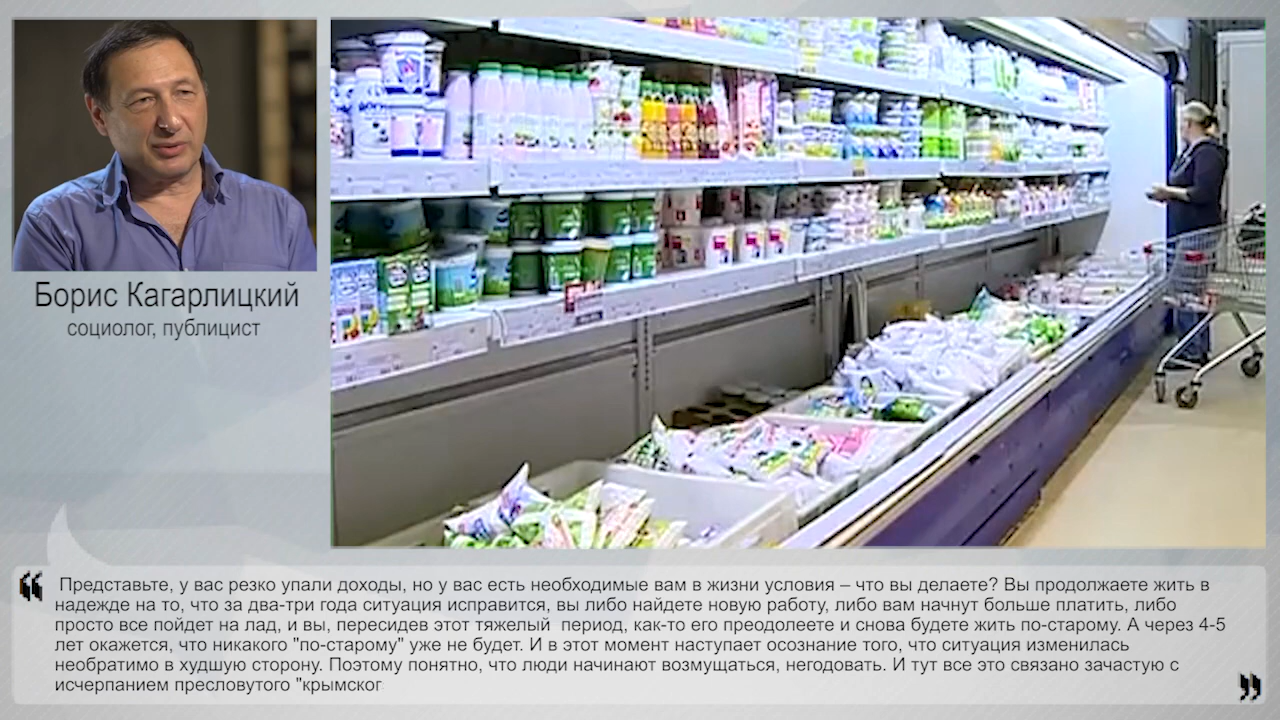 Борис Кагарлицкий
социолог, публицист
Представьте, у вас резко упали доходы, но у вас есть необходимые вам в жизни условия – что вы делаете? Вы продолжаете жить в
надежде на то, что за два-три года ситуация исправится, вы либо найдете новую работу, либо вам начнут больше платить, либо
просто все пойдет на лад, и вы, пересидев этот тяжелый период, как-то его преодолеете и снова будете жить по-старому. А через 4-5
лет окажется, что никакого "по-старому" уже не будет. И в этот момент наступает осознание того, что ситуация изменилась
необратимо в худшую сторону. Поэтому понятно, что люди начинают возмущаться, негодовать. И тут все это связано зачастую с
исчерпанием пресловутого "крымског